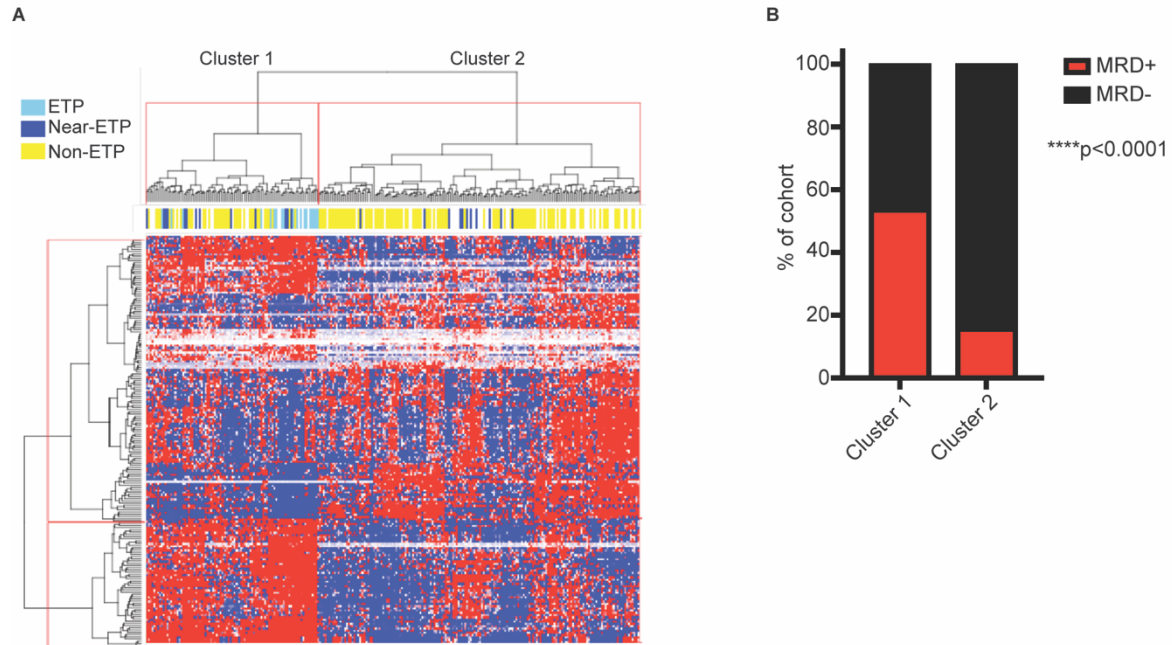 A
Cluster 1
Cluster 2
ETP
Near-ETP
Non-ETP
B
100
80
60
40
20
0
% of cohort
Cluster 1
Cluster 2
MRD+
MRD-
****p<0.0001